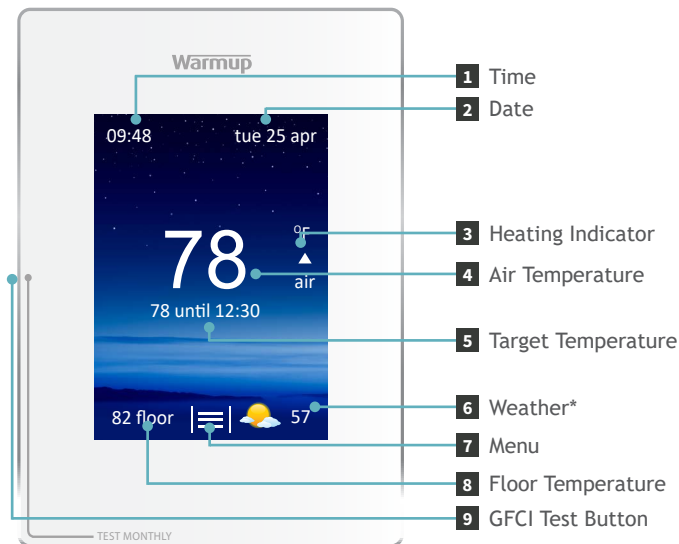 Warmup
1 Time
2 Date
09:48 tue 25 apr
3 Heating Indicator
78 °F
4 Air Temperature
air
78 until 12:30
5 Target Temperature
6 Weather*
82 floor 57
7 Menu
8 Floor Temperature
9 GFCI Test Button
TEST MONTHLY